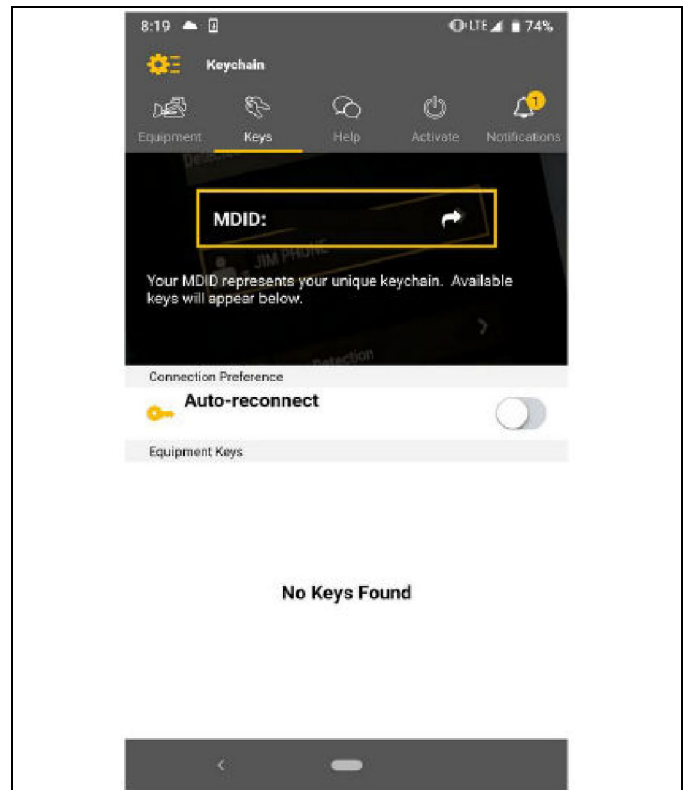 8:19 LTE 74%
Keychain
Equipment Keys Help Activate Notifications
1
MDID:
JIM PHONE
Your MDID represents your unique keychain. Available
keys will appear below.
Detection
Connection Preference
Auto-reconnect
Equipment Keys
No Keys Found